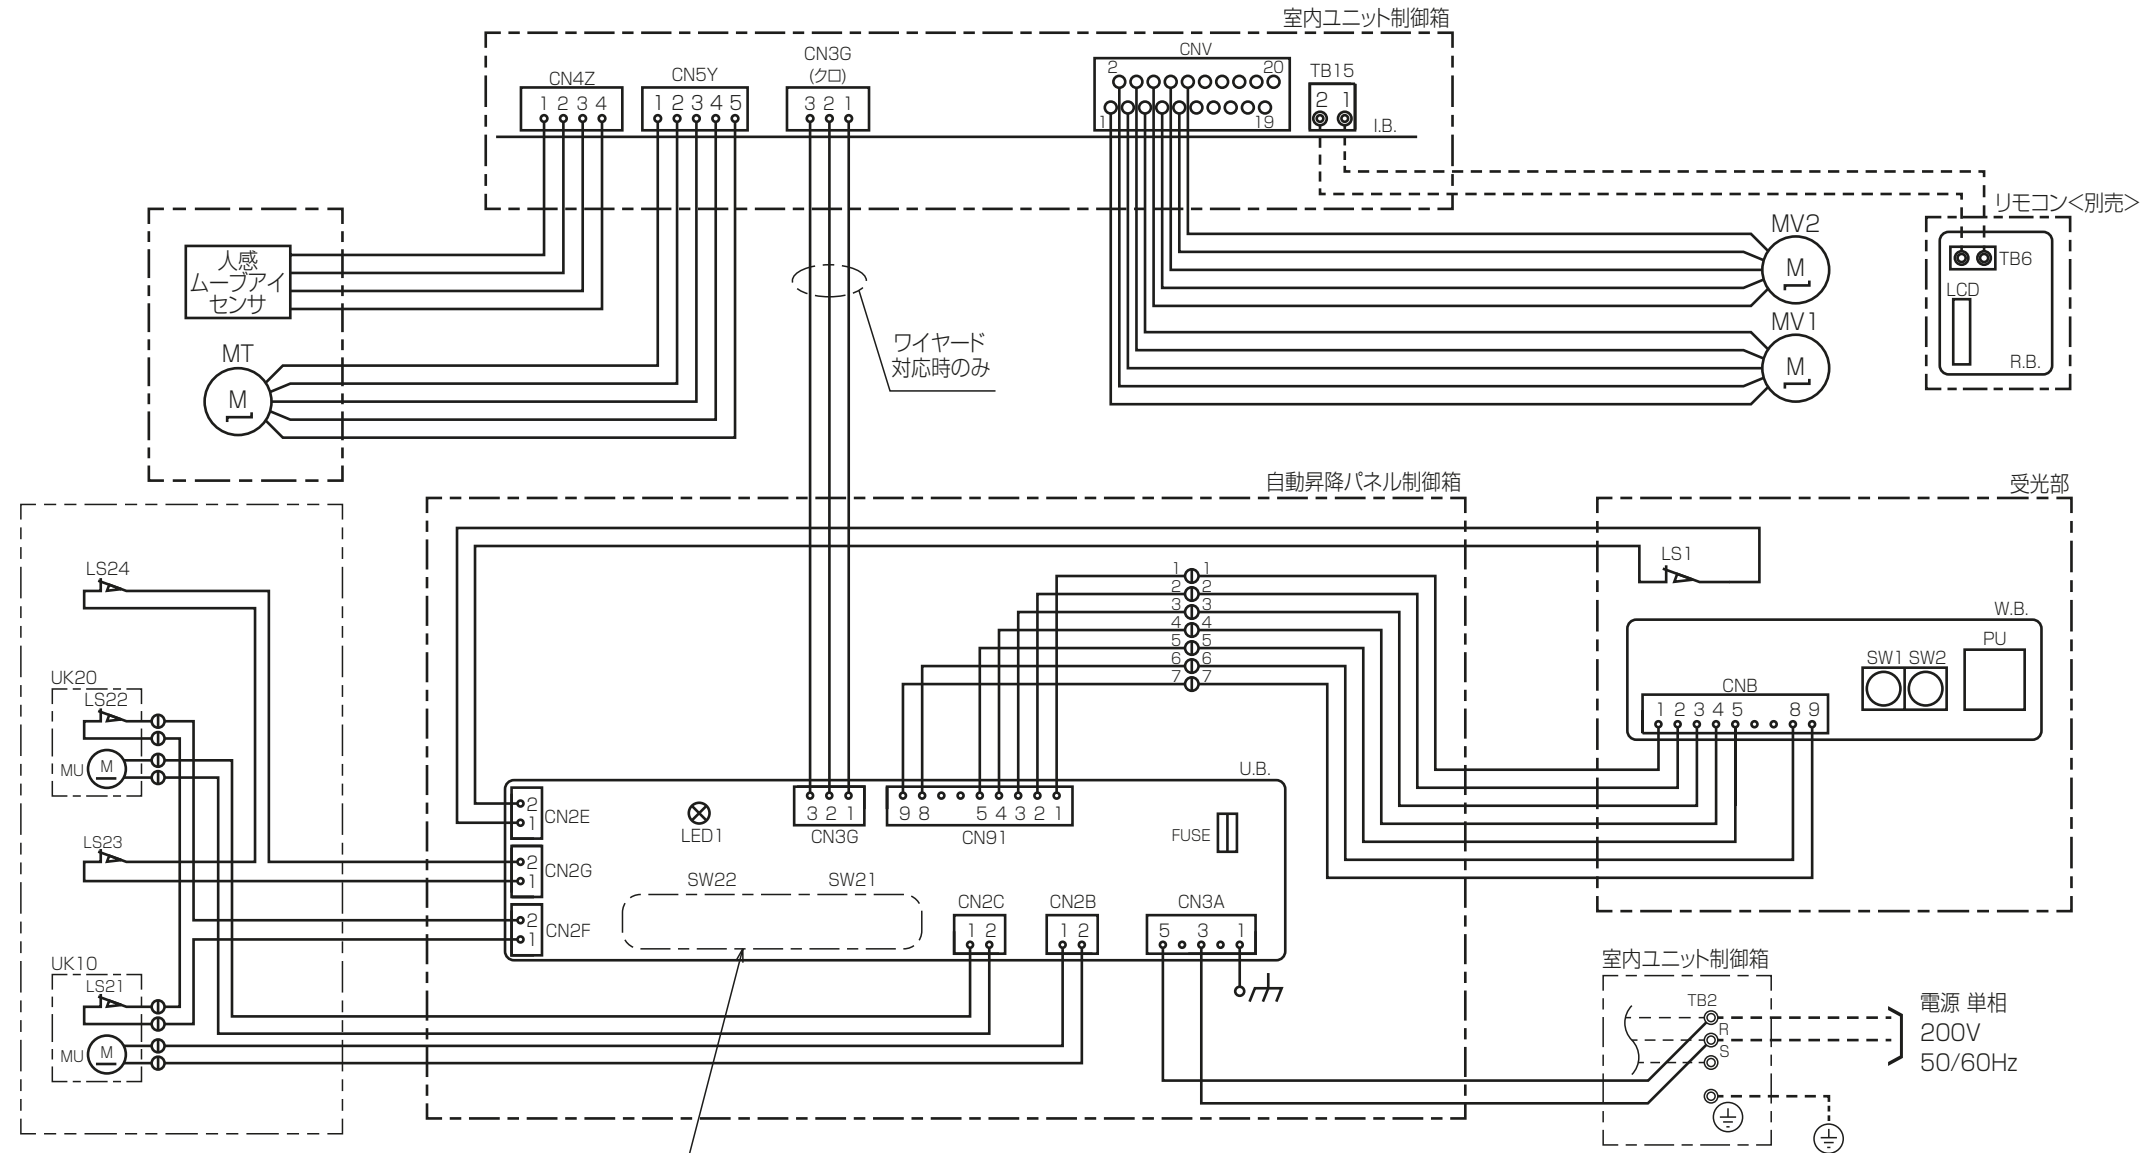 室内ユニット制御箱
CN4Z
1 2 3 4
CN5Y
1 2 3 4 5
CN3G
(クロ)
3 2 1
CNV
2 20
1 19
TB15
2 1
I.B.
リモコン<別売>
TB6
LCD
R.B.
MV2
M
MV1
M
人感
ムーブアイ
センサ
MT
M
ワイヤード
対応時のみ
自動昇降パネル制御箱
受光部
LS1
W.B.
PU
SW1 SW2
CNB
1 2 3 4 5 8 9
1 1
2 2
3 3
4 4
5 5
6 6
7 7
LS24
UK20
LS22
MU M
LS23
UK10
LS21
MU M
U.B.
2
1
CN2E
2
1
CN2G
2
1
CN2F
LED1
3 2 1
CN3G
9 8 5 4 3 2 1
CN91
FUSE
SW22 SW21
CN2C
1 2
CN2B
1 2
CN3A
5 3 1
室内ユニット制御箱
TB2
R
S
電源 単相
200V
50/60Hz